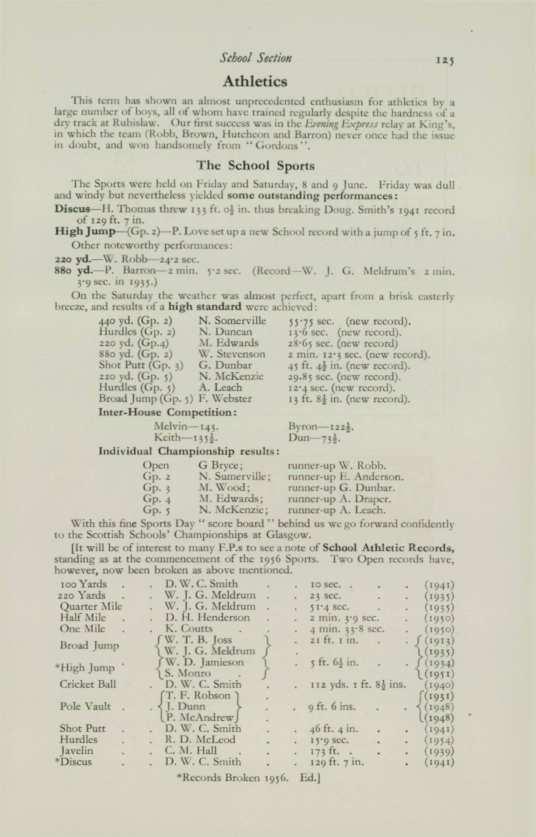 School Section 125
Athletics
This term has shown an almost unprecedented enthusiasm for athletics by a
large number of boys, all of whom have trained regularly despite the hardness of a
dry track at Rubislaw. Our first success was in the Evening Express relay at King's,
in which the team (Robb, Brown, Hutcheon and Barron) never once had the issue
in doubt, and won handsomely from "Gordons".
The School Sports
The Sports were held on Friday and Saturday, 8 and 9 June. Friday was dull
and windy but nevertheless yielded some outstanding performances:
Discus—H. Thomas threw 133 ft. 0½ in. thus breaking Doug. Smith's 1941 record
of 129 ft. 7 in.
High Jump—(Gp. 2)—P. Love set up a new School record with a jump of 5 ft. 7 in.
Other noteworthy performances:
220 yd.—W. Robb—24·2 sec.
880 yd.—P. Barron—2 min. 5·2 sec. (Record—W. J. G. Meldrum's 2 min.
3·9 sec. in 1935.)
On the Saturday the weather was almost perfect, apart from a brisk easterly
breeze, and results of a high standard were achieved:
440 yd. (Gp. 2) N. Somerville 55·75 sec. (new record).
Hurdles (Gp. 2) N. Duncan 13·6 sec. (new record).
220 yd. (Gp.4) M. Edwards 28·65 sec. (new record)
880 yd. (Gp. 2) W. Stevenson 2 min. 12·3 sec. (new record).
Shot Putt (Gp. 3) G. Dunbar 45 ft. 4½ in. (new record).
220 yd. (Gp. 5) N. McKenzie 29.85 sec. (new record).
Hurdles (Gp. 5) A. Leach 12·4 sec. (new record).
Broad Jump (Gp. 5) F. Webster 13 ft. 8½ in. (new record).
Inter-House Competition:
Melvin—143. Byron—122½.
Keith—135½. Dun—73½.
Individual Championship results:
Open G Bryce; runner-up W. Robb.
Gp. 2 N. Sumerville; runner-up E. Anderson.
Gp. 3 M. Wood; runner-up G. Dunbar.
Gp. 4 M. Edwards; runner-up A. Draper.
Gp. 5 N. McKenzie; runner-up A. Leach.
With this fine Sports Day "score board" behind us we go forward confidently
to the Scottish Schools' Championships at Glasgow.
[It will be of interest to many F.P.s to see a note of School Athletic Records,
standing as at the commencement of the 1956 Sports. Two Open records have,
however, now been broken as above mentioned.
100 Yards . . D. W. C. Smith . . 10 sec. . . . (1941)
220 Yards . . W. J. G. Meldrum . . 23 sec. . . (1935)
Quarter Mile . W. J. G. Meldrum . . 51·4 sec. . . (1935)
Half Mile . . D. H. Henderson . . 2 min. 3·9 sec. . (1950)
One Mile . . K. Coutts . . . 4 min. 33·8 sec. . (1950)
Broad Jump { W. T. B. Joss } . 21 ft. 1 in. . { (1913)
W. J. G. Meldrum (1935)
*High Jump { W. D. Jamieson } . 5 ft. 6½ in. . { (1934)
S. Monro (1951)
Cricket Ball . D. W. C. Smith . . 112 yds. 1 ft. 8½ ins. (1940)
{ T. F. Robson } { (1931)
Pole Vault . J. Dunn . 9 ft. 6 ins. . . (1948)
P. McAndrew (1948)
Shot Putt . . D. W. C. Smith . . 46 ft. 4 in. . . (1941)
Hurdles . . R. D. McLeod . . 15·9 sec. . . (1954)
Javelin . . C. M. Hall . . . 173 ft. . . . (1939)
*Discus . . D. W. C. Smith . . 129 ft. 7 in. . . (1941)
*Records Broken 1956. Ed.]